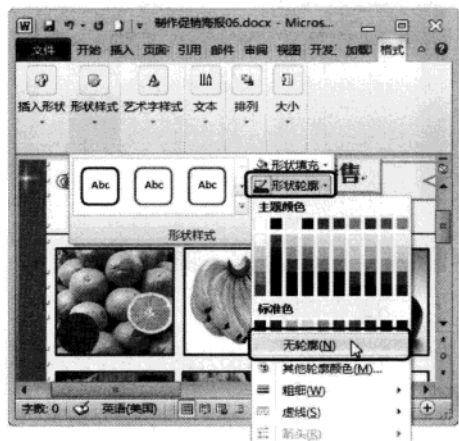 制作促销海报06.docx - Micros...
文件 开始 插入 页面 引用 邮件 审阅 视图 开发 加载 格式
插入形状 形状样式 艺术字样式 文本 排列 大小
形状填充
售
Abc Abc Abc
形状轮廓
主题颜色
形状样式
标准色
无轮廓(N)
其他轮廓颜色(M)...
粗细(W)
字数: 0 英语(美国)
虚线(S)
箭头(R)